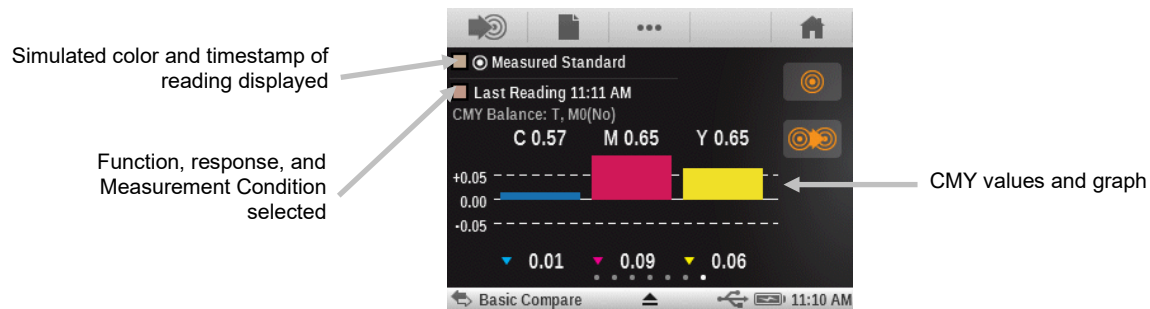 Simulated color and timestamp of
reading displayed
Function, response, and
Measurement Condition
selected
Measured Standard
Last Reading 11:11 AM
CMY Balance: T, M0(No)
C 0.57 M 0.65 Y 0.65
+0.05
0.00
-0.05
0.01 0.09 0.06
Basic Compare 11:10 AM
CMY values and graph